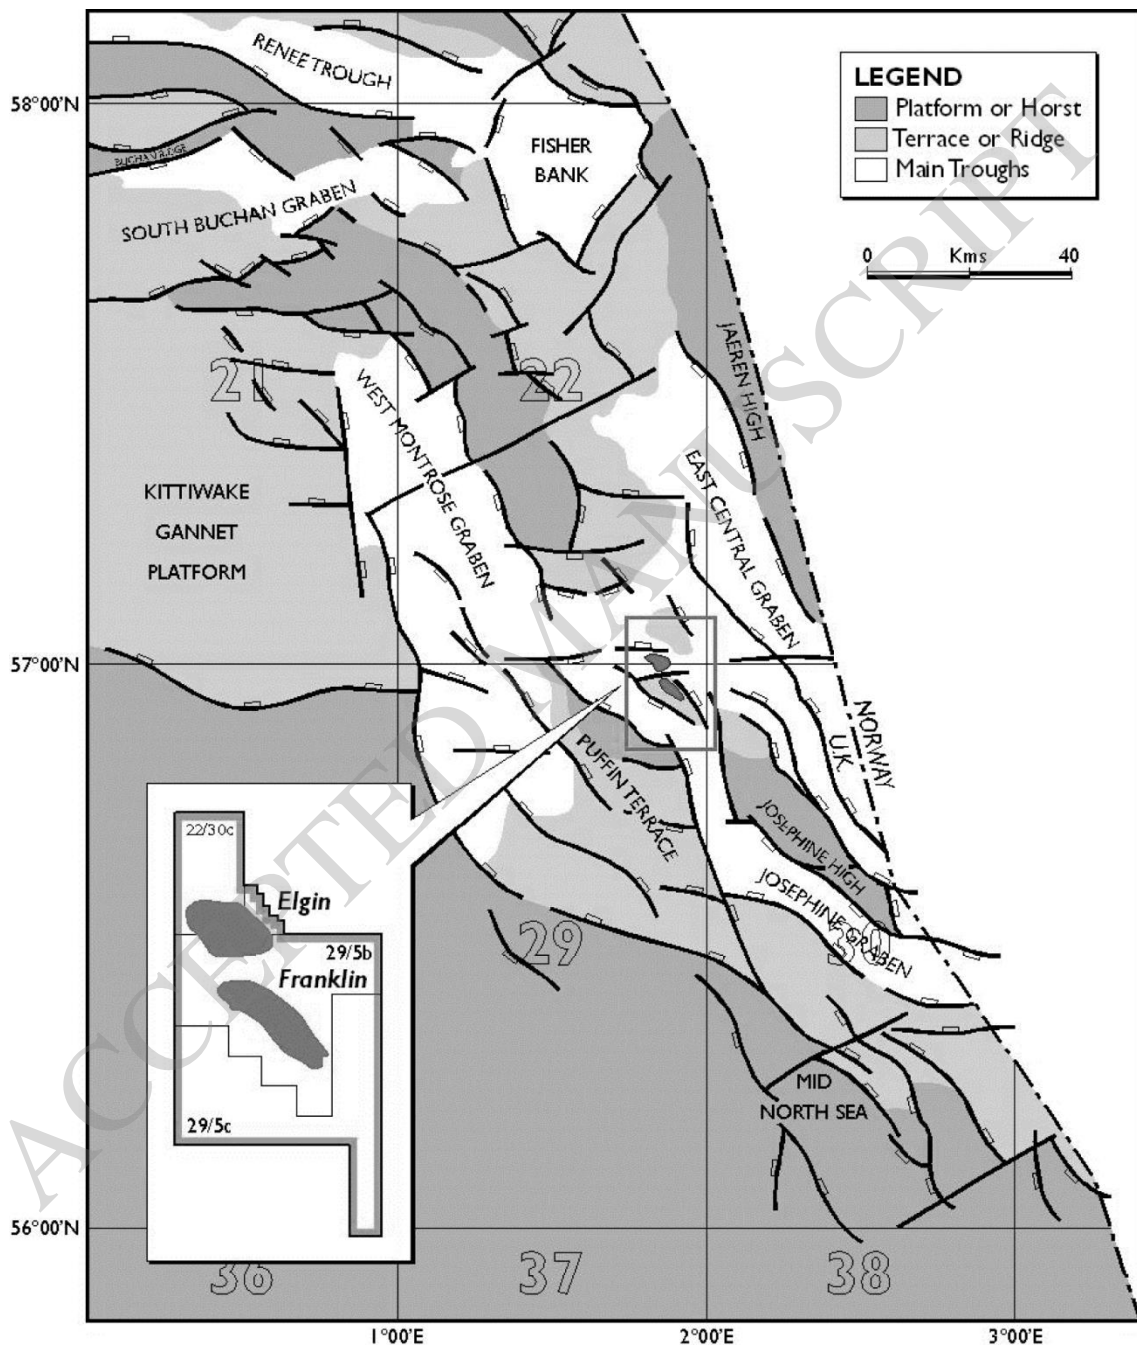 RENEE TROUGH
58°00'N
FISHER
BANK
LEGEND
Platform or Horst
Terrace or Ridge
Main Troughs
0 Kms 40
BUCHAN RIDGE
SOUTH BUCHAN GRABEN
21
22
JAEREN HIGH
WEST MONTROSE GRABEN
EAST CENTRAL GRABEN
KITTIWAKE
GANNET
PLATFORM
57°00'N
NORWAY
U.K.
PUFFIN TERRACE
JOSEPHINE HIGH
JOSEPHINE GRABEN
22/30c
Elgin
29/5b
Franklin
29/5c
29
30
MID
NORTH SEA
56°00'N
36
37
38
1°00'E
2°00'E
3°00'E
ACCEPTED MANUSCRIPT